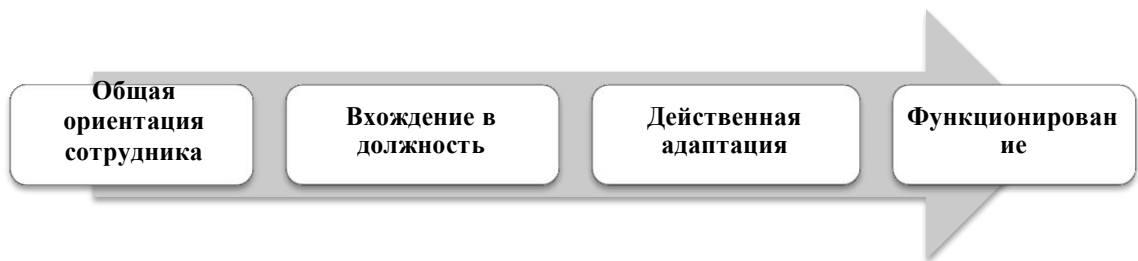 Общая
ориентация
сотрудника
Вхождение в
должность
Действенная
адаптация
Функционирован
ие